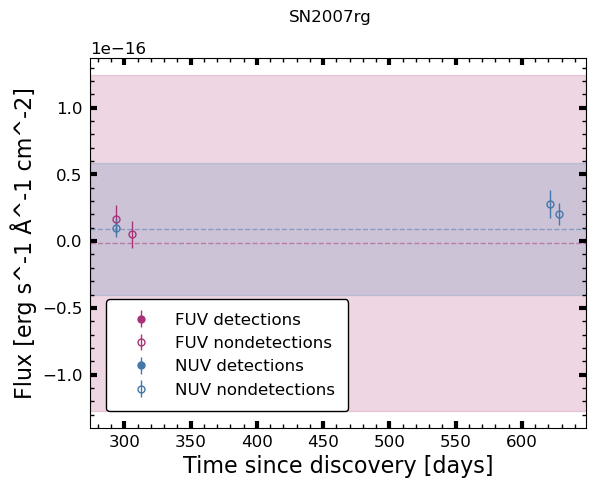 SN2007rg
1e−16
1.0
0.5
0.0
−0.5
−1.0
Flux [erg s^-1 Å^-1 cm^-2]
FUV detections
FUV nondetections
NUV detections
NUV nondetections
300 350 400 450 500 550 600
Time since discovery [days]